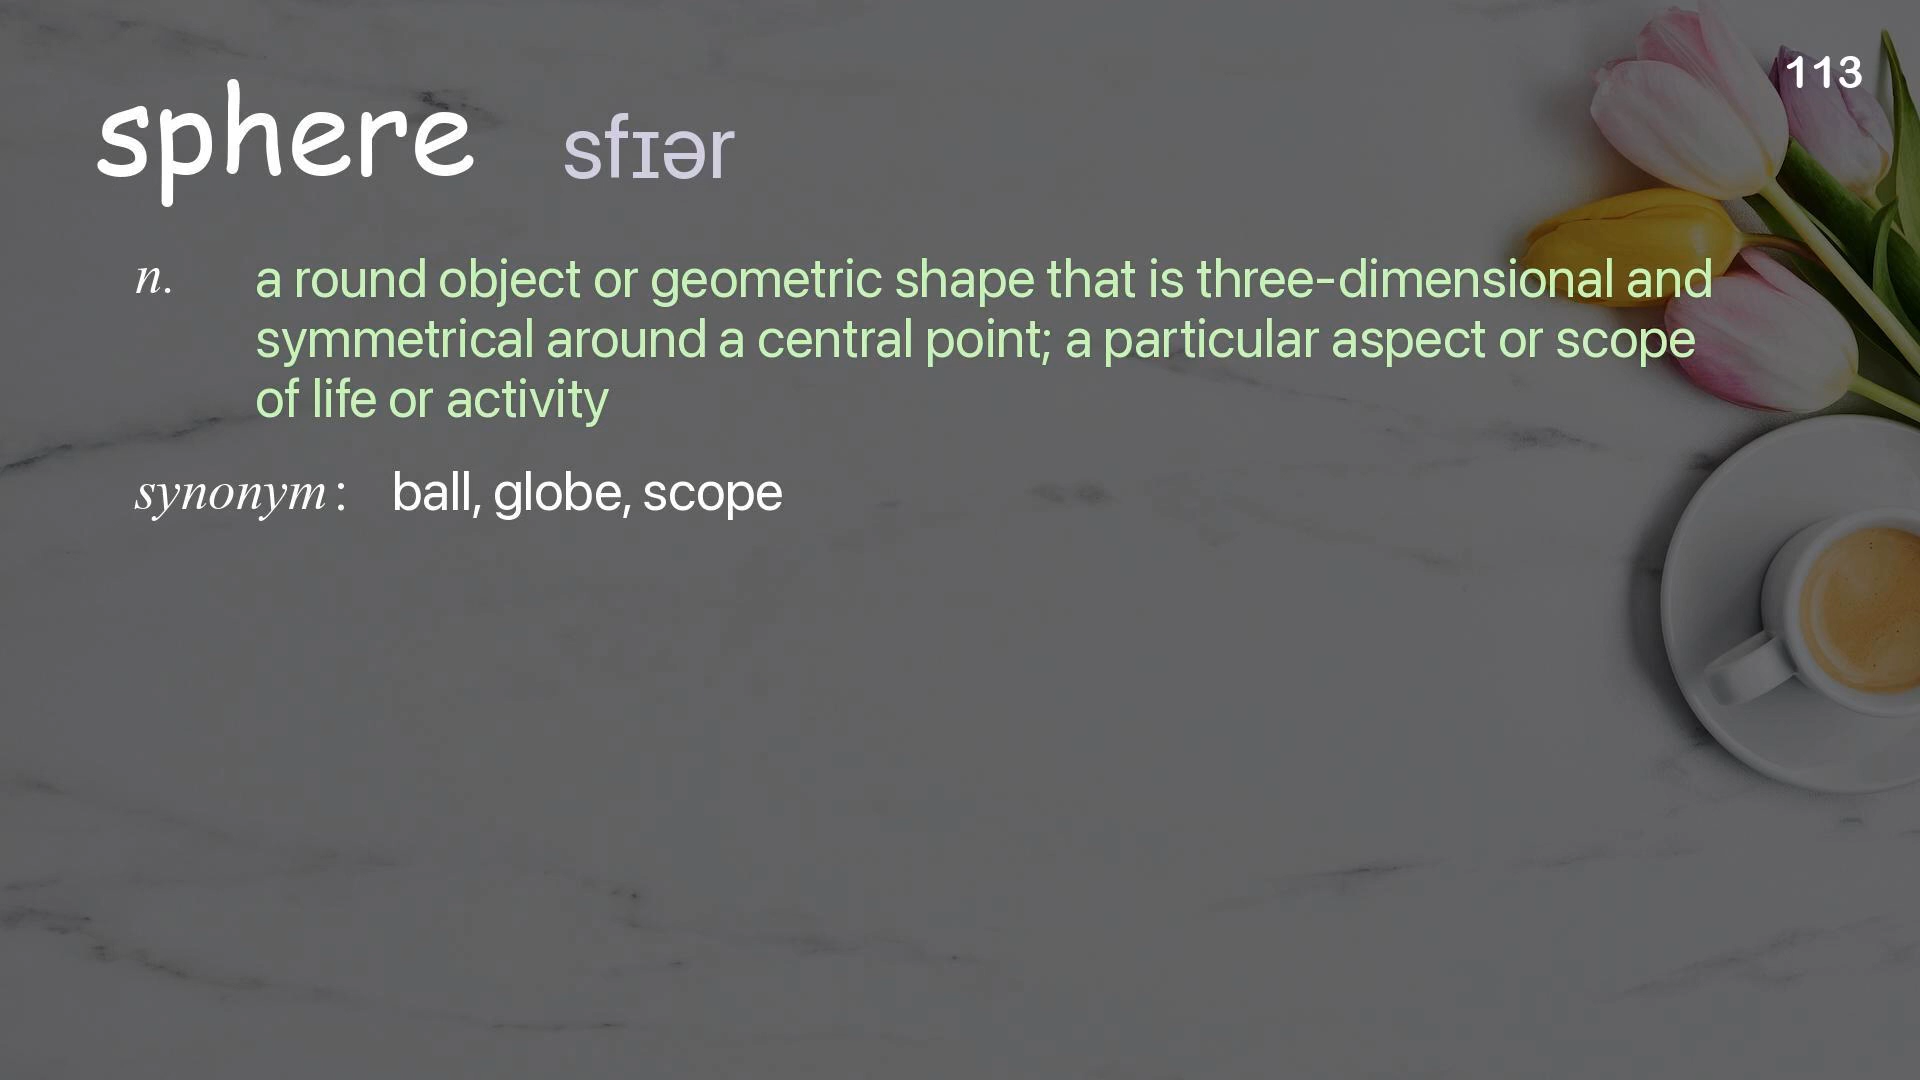 113
sphere sfɪər
n. a round object or geometric shape that is three-dimensional and
symmetrical around a central point; a particular aspect or scope
of life or activity
synonym: ball, globe, scope